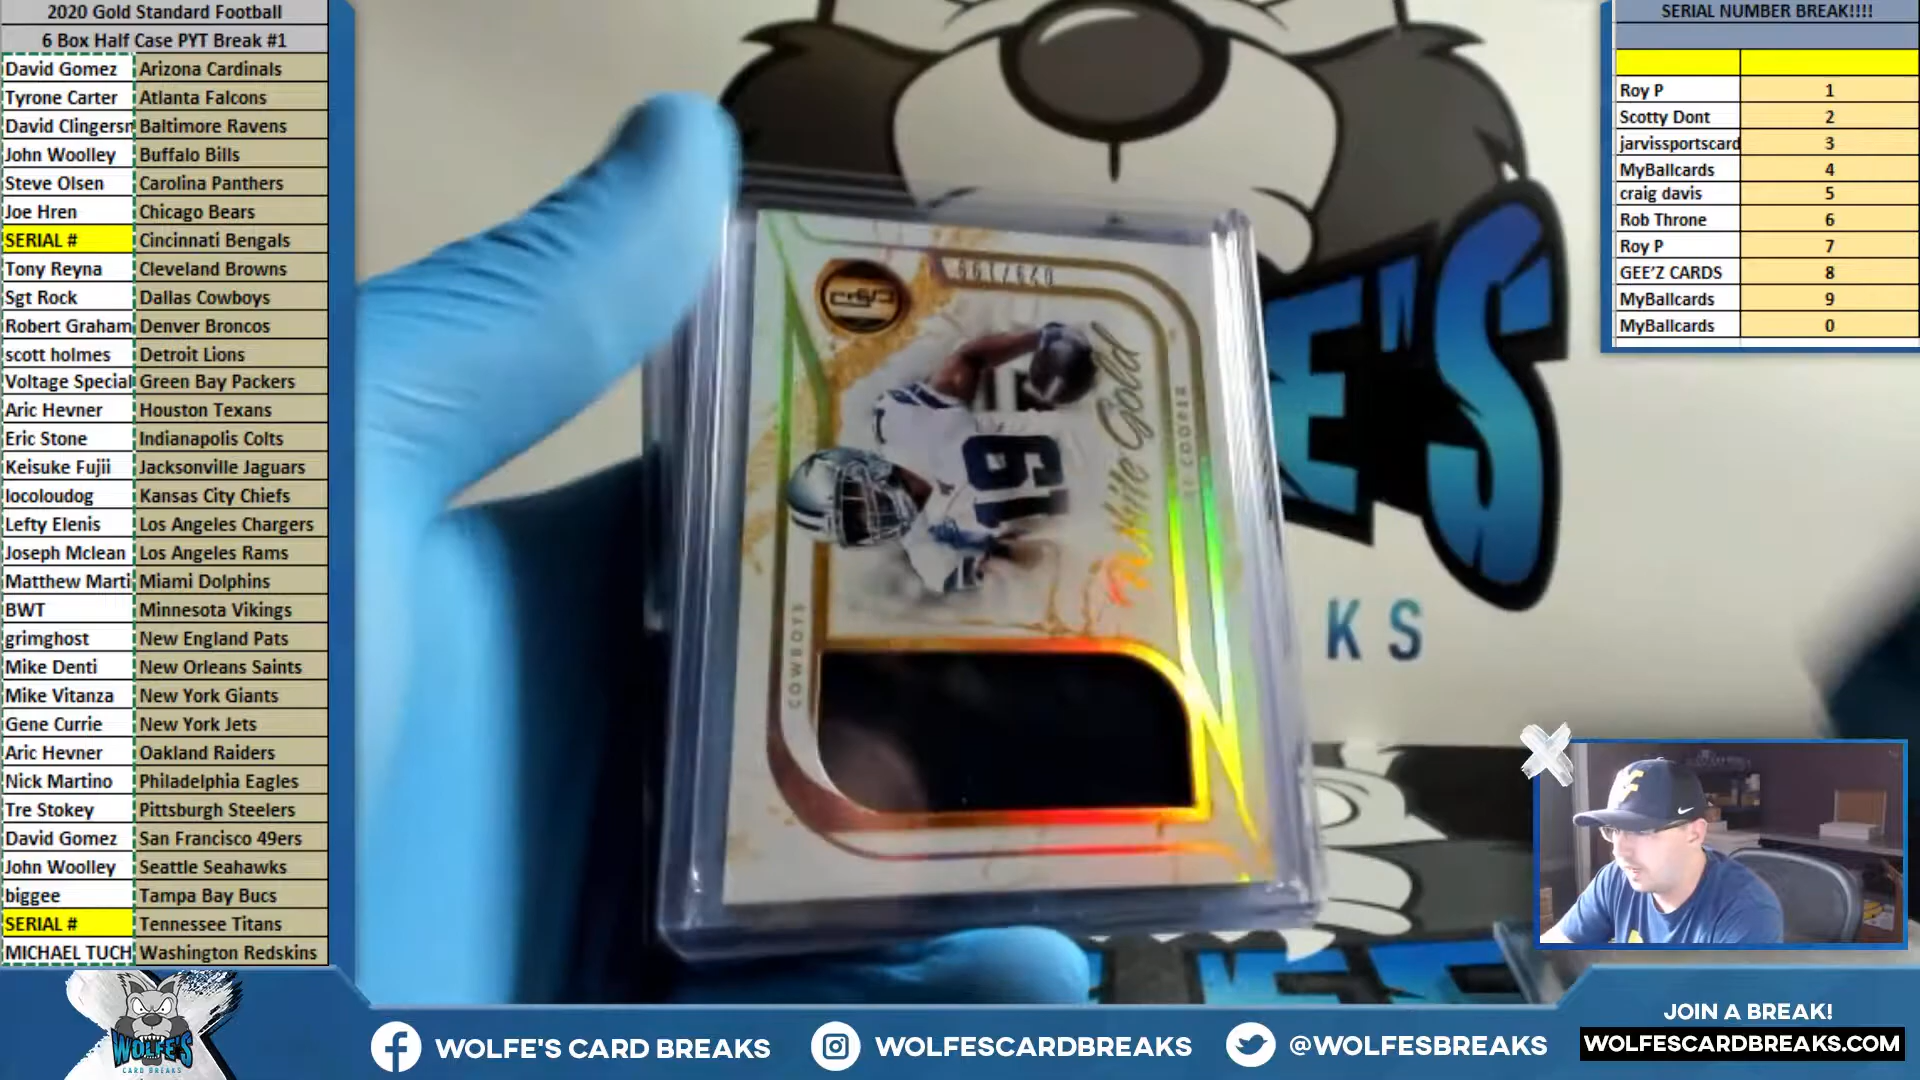 2020 Gold Standard Football
6 Box Half Case PYT Break #1
David Gomez Arizona Cardinals
Tyrone Carter Atlanta Falcons
David Clingersn Baltimore Ravens
John Woolley Buffalo Bills
Steve Olsen Carolina Panthers
Joe Hren Chicago Bears
SERIAL # Cincinnati Bengals
Tony Reyna Cleveland Browns
Sgt Rock Dallas Cowboys
Robert Graham Denver Broncos
scott holmes Detroit Lions
Voltage Special Green Bay Packers
Aric Hevner Houston Texans
Eric Stone Indianapolis Colts
Keisuke Fujii Jacksonville Jaguars
locoloudog Kansas City Chiefs
Lefty Elenis Los Angeles Chargers
Joseph Mclean Los Angeles Rams
Matthew Marti Miami Dolphins
BWT Minnesota Vikings
grimghost New England Pats
Mike Denti New Orleans Saints
Mike Vitanza New York Giants
Gene Currie New York Jets
Aric Hevner Oakland Raiders
Nick Martino Philadelphia Eagles
Tre Stokey Pittsburgh Steelers
David Gomez San Francisco 49ers
John Woolley Seattle Seahawks
biggee Tampa Bay Bucs
SERIAL # Tennessee Titans
MICHAEL TUCH Washington Redskins
SERIAL NUMBER BREAK!!!!
Roy P 1
Scotty Dont 2
jarvissportscard 3
MyBallcards 4
craig davis 5
Rob Throne 6
Roy P 7
GEE'Z CARDS 8
MyBallcards 9
MyBallcards 0
049/199
White Gold
COOPER
19
COWBOYS
E'S
KS
WOLFE'S
CARD BREAKS
WOLFE'S CARD BREAKS
WOLFESCARDBREAKS
@WOLFESBREAKS
JOIN A BREAK!
WOLFESCARDBREAKS.COM